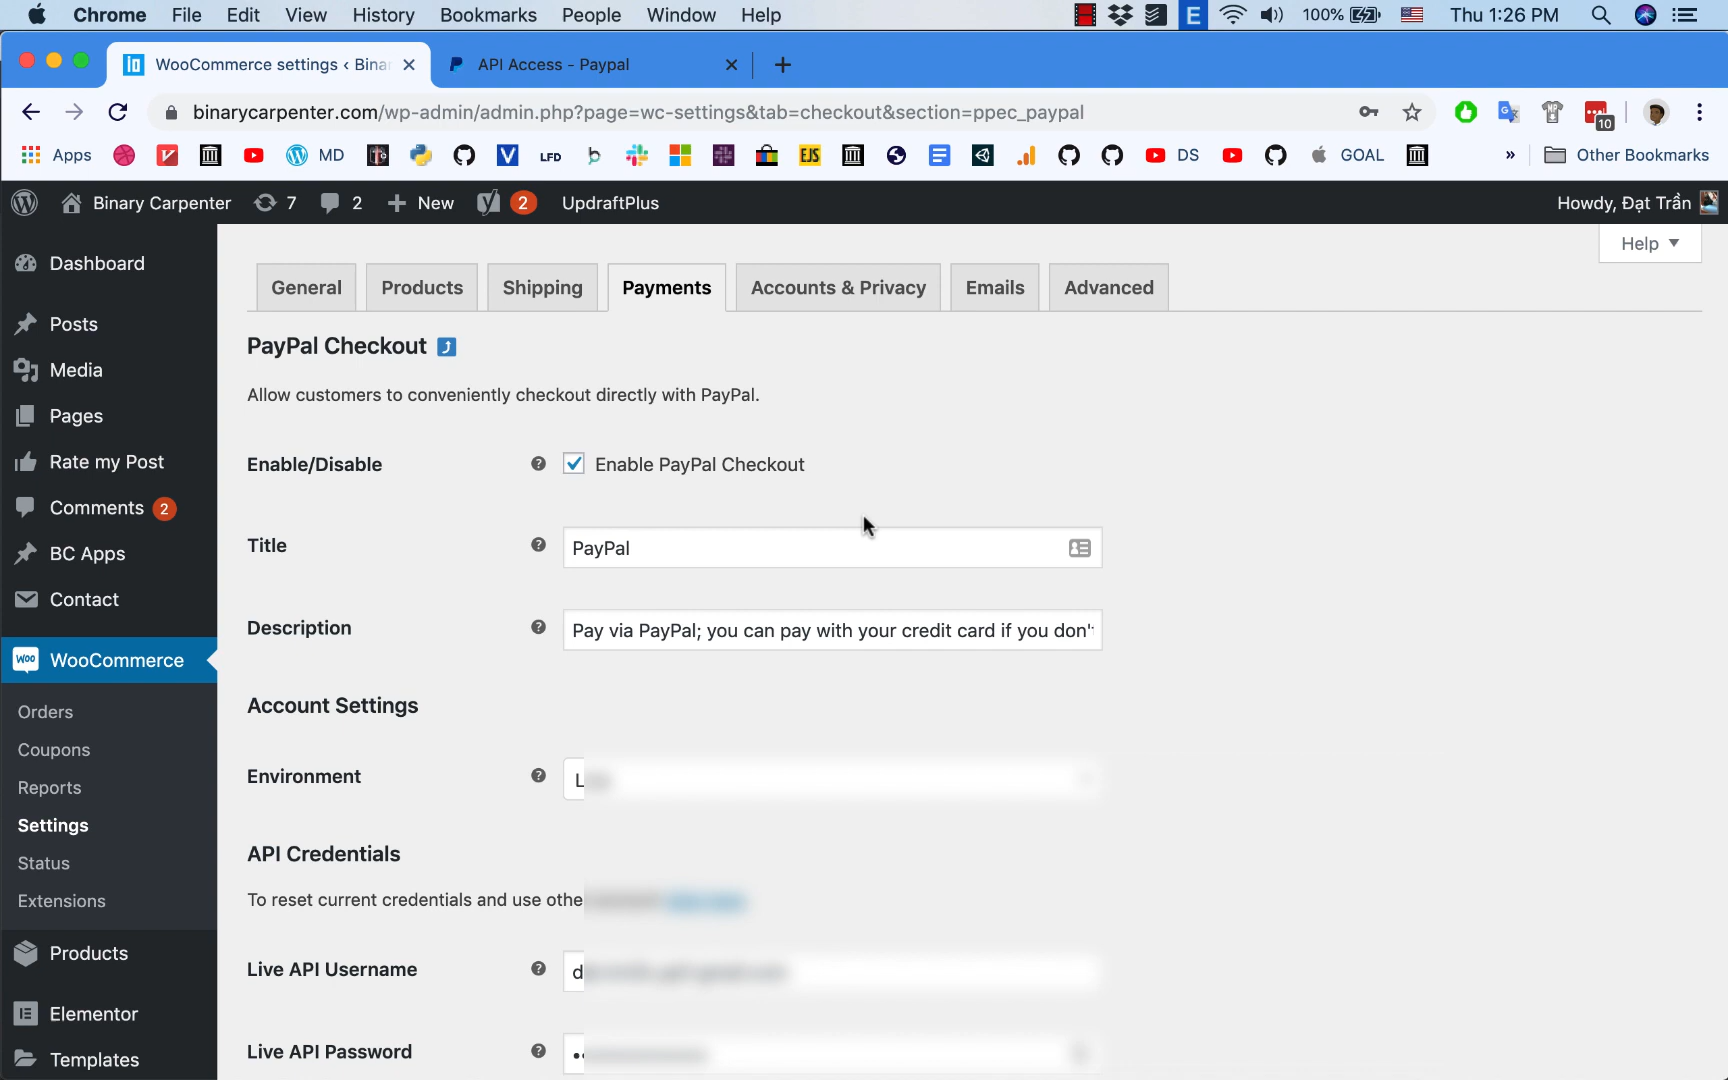 Chrome File Edit View History Bookmarks People Window Help
E 100% Thu 1:26 PM
WooCommerce settings ‹ Bina
API Access - Paypal
binarycarpenter.com/wp-admin/admin.php?page=wc-settings&tab=checkout&section=ppec_paypal
10
Apps MD LFD EJS DS GOAL » Other Bookmarks
Binary Carpenter 7 2 New 2 UpdraftPlus Howdy, Đạt Trần
Help
Dashboard
Posts
Media
Pages
Rate my Post
Comments 2
BC Apps
Contact
WooCommerce
Orders
Coupons
Reports
Settings
Status
Extensions
Products
Elementor
Templates
General Products Shipping Payments Accounts & Privacy Emails Advanced
PayPal Checkout
Allow customers to conveniently checkout directly with PayPal.
Enable/Disable Enable PayPal Checkout
Title PayPal
Description Pay via PayPal; you can pay with your credit card if you don'
Account Settings
Environment
API Credentials
To reset current credentials and use othe
Live API Username
Live API Password